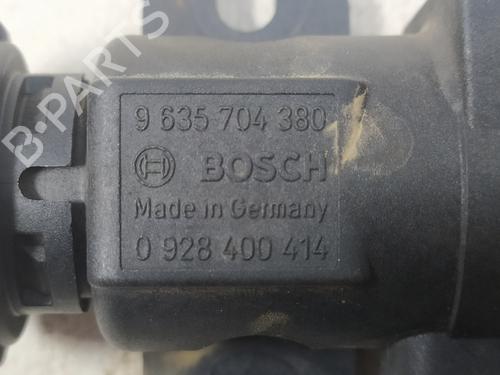 B-PARTS
9 635 704 380
BOSCH
Made in Germany
0 928 400 414